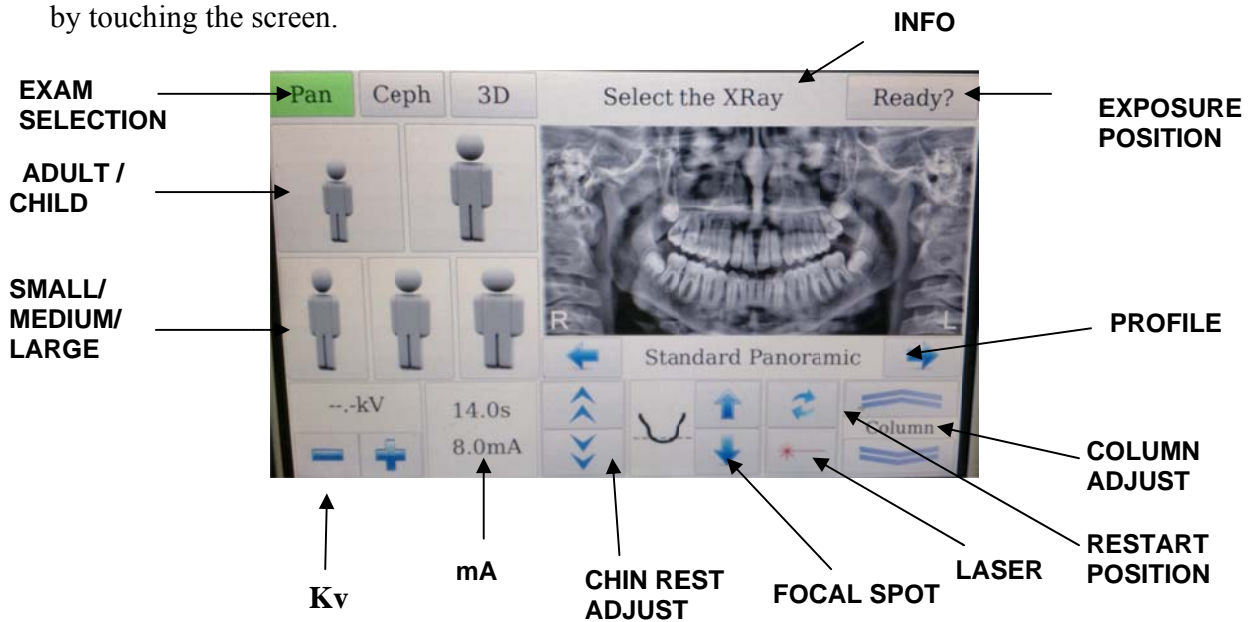 by touching the screen.
INFO
EXAM
SELECTION
Pan
Ceph
3D
Select the XRay
Ready?
EXPOSURE
POSITION
ADULT /
CHILD
SMALL/
MEDIUM/
LARGE
R
L
PROFILE
Standard Panoramic
--.-kV
14.0s
8.0mA
Column
COLUMN
ADJUST
RESTART
POSITION
Kv
mA
CHIN REST
ADJUST
FOCAL SPOT
LASER